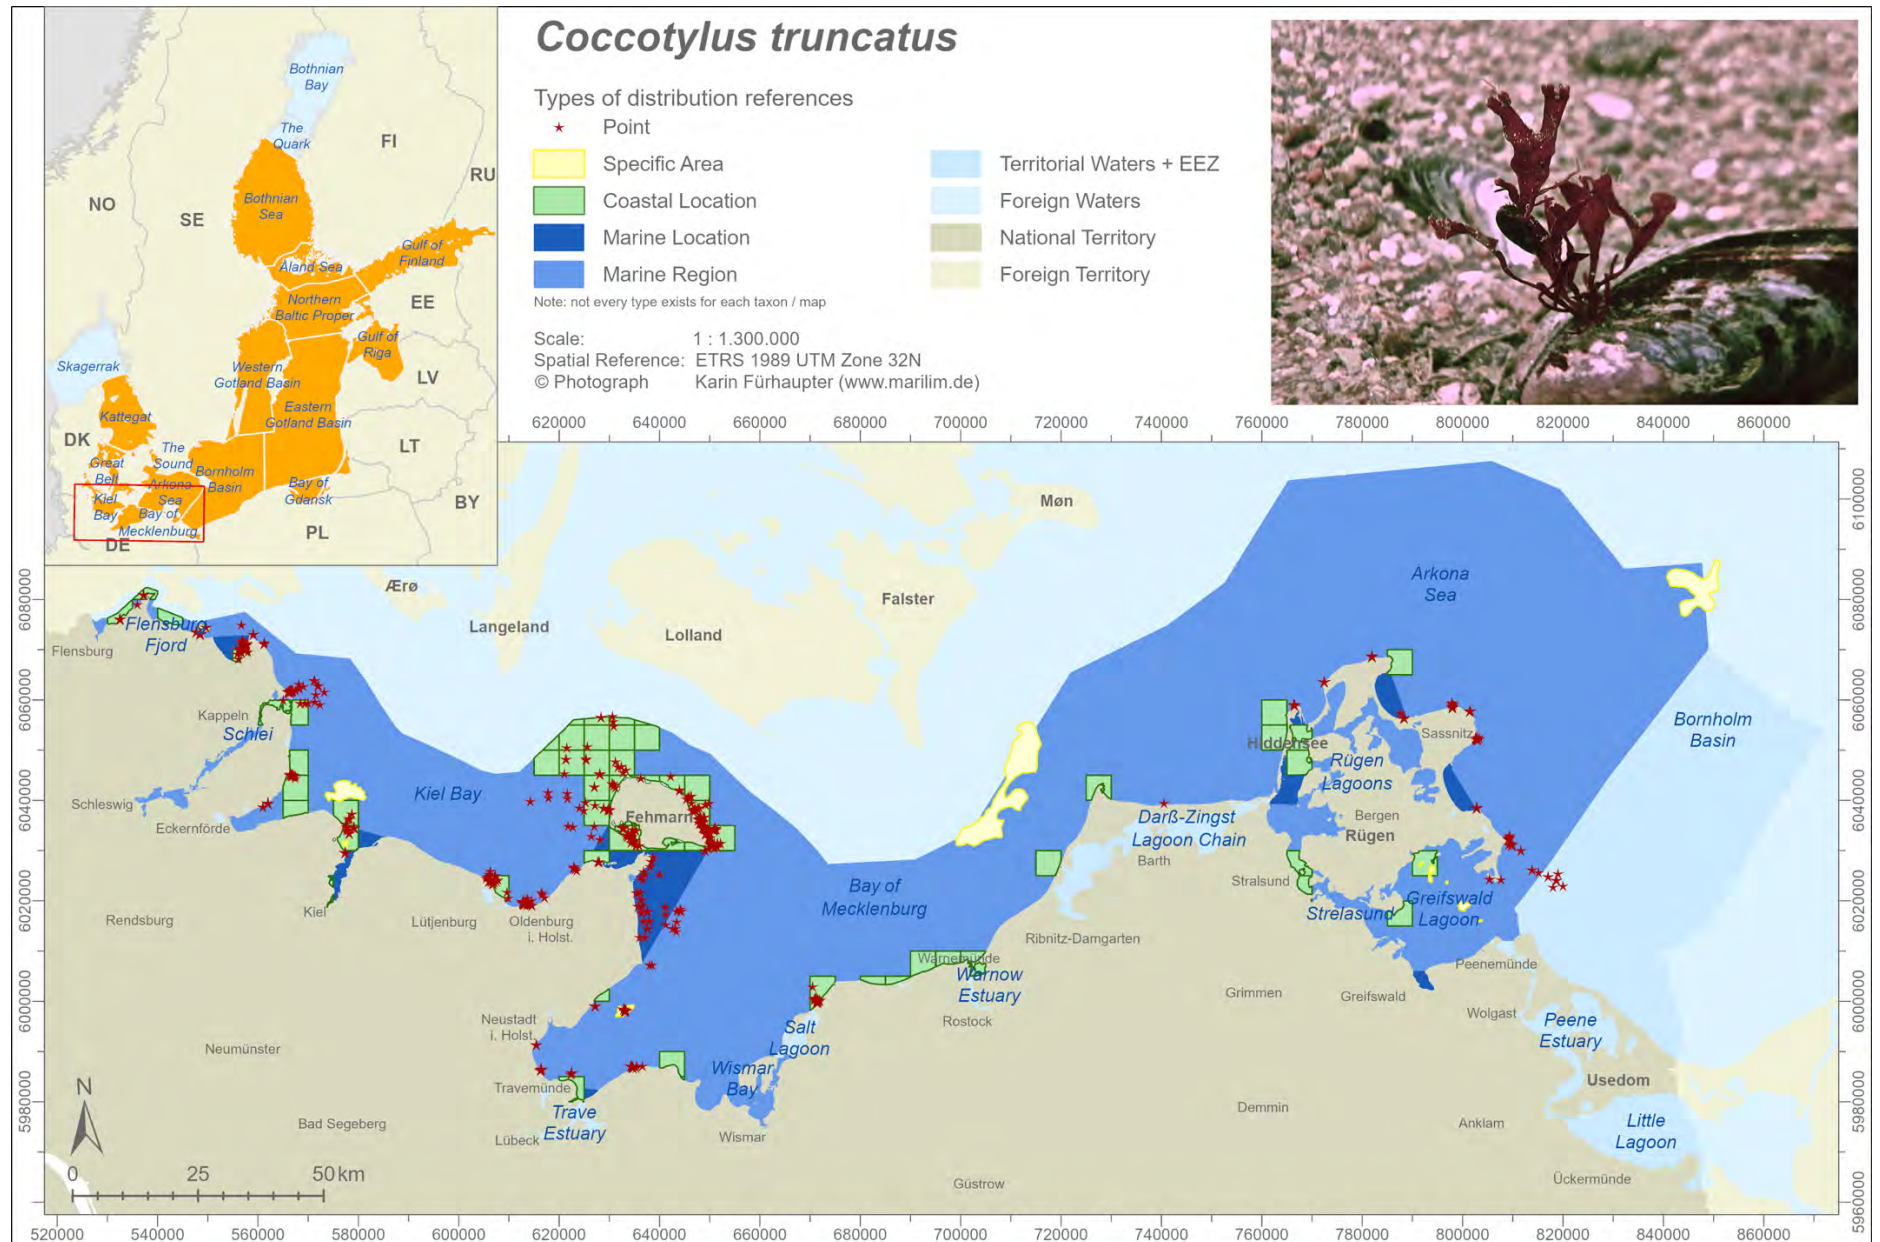 Coccotylus truncatus
Types of distribution references
Point
Specific Area
Coastal Location
Marine Location
Marine Region
Note: not every type exists for each taxon / map
Territorial Waters + EEZ
Foreign Waters
National Territory
Foreign Territory
Scale: 1 : 1.300.000
Spatial Reference: ETRS 1989 UTM Zone 32N
© Photograph Karin Fürhaupter (www.marilim.de)
Bothnian
Bay
The
Quark
FI
RU
NO
SE
Bothnian
Sea
Gulf of
Finland
Åland Sea
Northern
Baltic Proper
EE
Gulf of
Riga
Skagerrak
Western
Gotland Basin
LV
Eastern
Gotland Basin
Kattegat
DK
The
Sound
LT
Great
Belt
Bornholm
Basin
Arkona
Sea
Bay of
Gdansk
BY
Kiel
Bay
Bay of
Mecklenburg
PL
DE
620000 640000 660000 680000 700000 720000 740000 760000 780000 800000 820000 840000 860000
6100000
6080000
6060000
6040000
6020000
6000000
5980000
5960000
6080000
6060000
6040000
6020000
6000000
5980000
Møn
Ærø
Arkona
Sea
Falster
Langeland
Lolland
Flensburg
Fjord
Flensburg
Kappeln
Schlei
Bornholm
Basin
Sassnitz
Hiddensee
Rügen
Lagoons
Kiel Bay
Schleswig
Eckernförde
Fehmarn
Darß-Zingst
Lagoon Chain
Bergen
Rügen
Barth
Stralsund
Bay of
Mecklenburg
Greifswald
Lagoon
Strelasund
Rendsburg
Kiel
Lütjenburg
Oldenburg
i. Holst.
Ribnitz-Damgarten
Warnemünde
Warnow
Estuary
Peenemünde
Grimmen
Greifswald
Wolgast
Neustadt
i. Holst.
Rostock
Salt
Lagoon
Peene
Estuary
Neumünster
Wismar
Bay
Travemünde
Usedom
Trave
Estuary
Bad Segeberg
Demmin
Anklam
Little
Lagoon
Lübeck
Wismar
Güstrow
Ückermünde
N
0 25 50 km
520000 540000 560000 580000 600000 620000 640000 660000 680000 700000 720000 740000 760000 780000 800000 820000 840000 860000